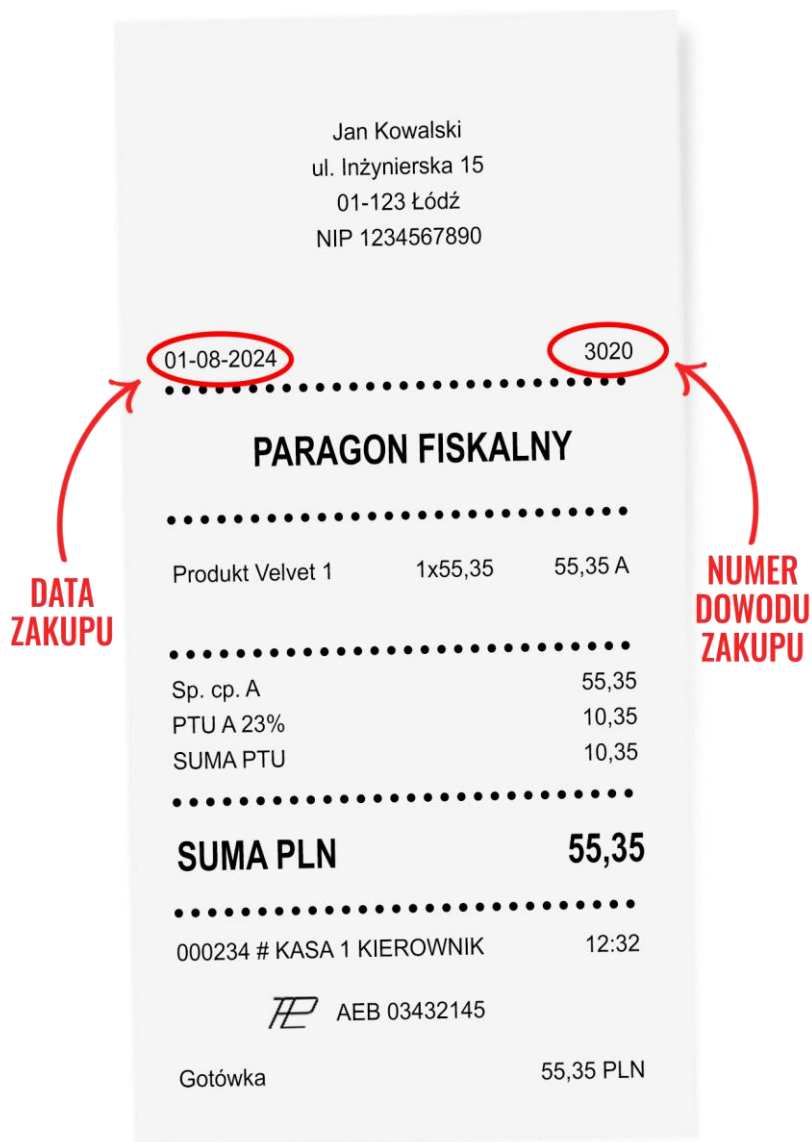 Jan Kowalski
ul. Inżynierska 15
01-123 Łódź
NIP 1234567890
01-08-2024 3020
PARAGON FISKALNY
Produkt Velvet 1 1x55,35 55,35 A
DATA
ZAKUPU
NUMER
DOWODU
ZAKUPU
Sp. cp. A 55,35
PTU A 23% 10,35
SUMA PTU 10,35
SUMA PLN 55,35
000234 # KASA 1 KIEROWNIK 12:32
AEB 03432145
Gotówka 55,35 PLN